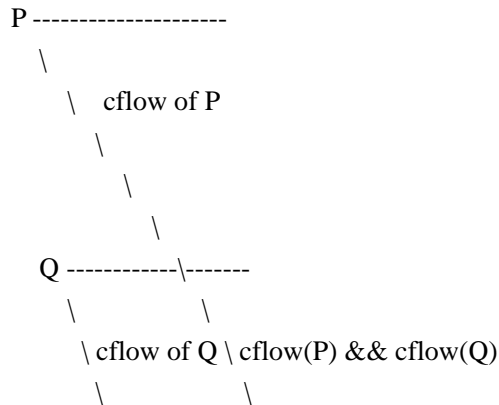 P ---------------------
\
\ cflow of P
\
\
\
Q ------------\-------
\ \
\ cflow of Q \ cflow(P) && cflow(Q)
\ \